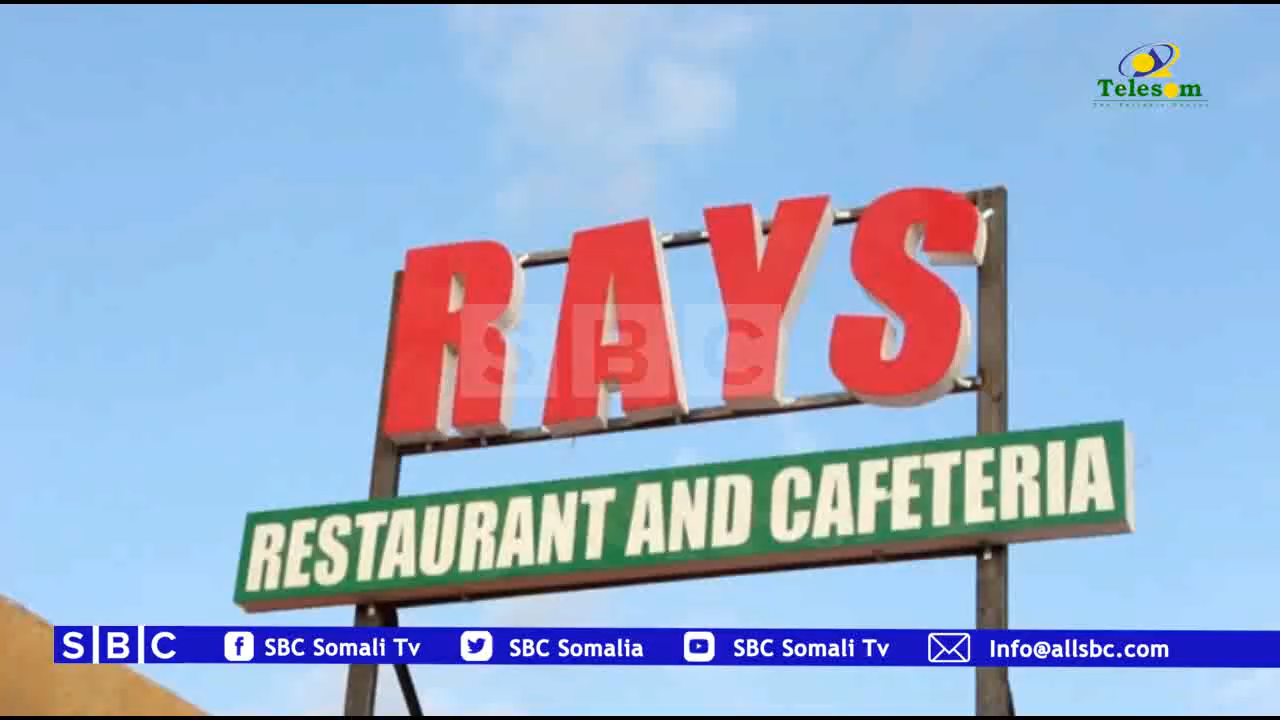 Telesom
RAYS
SBC
RESTAURANT AND CAFETERIA
SBC SBC Somali Tv SBC Somalia SBC Somali Tv Info@allsbc.com